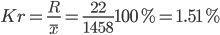 Kr = R/x̅ = 22/1458 100 % = 1.51 %